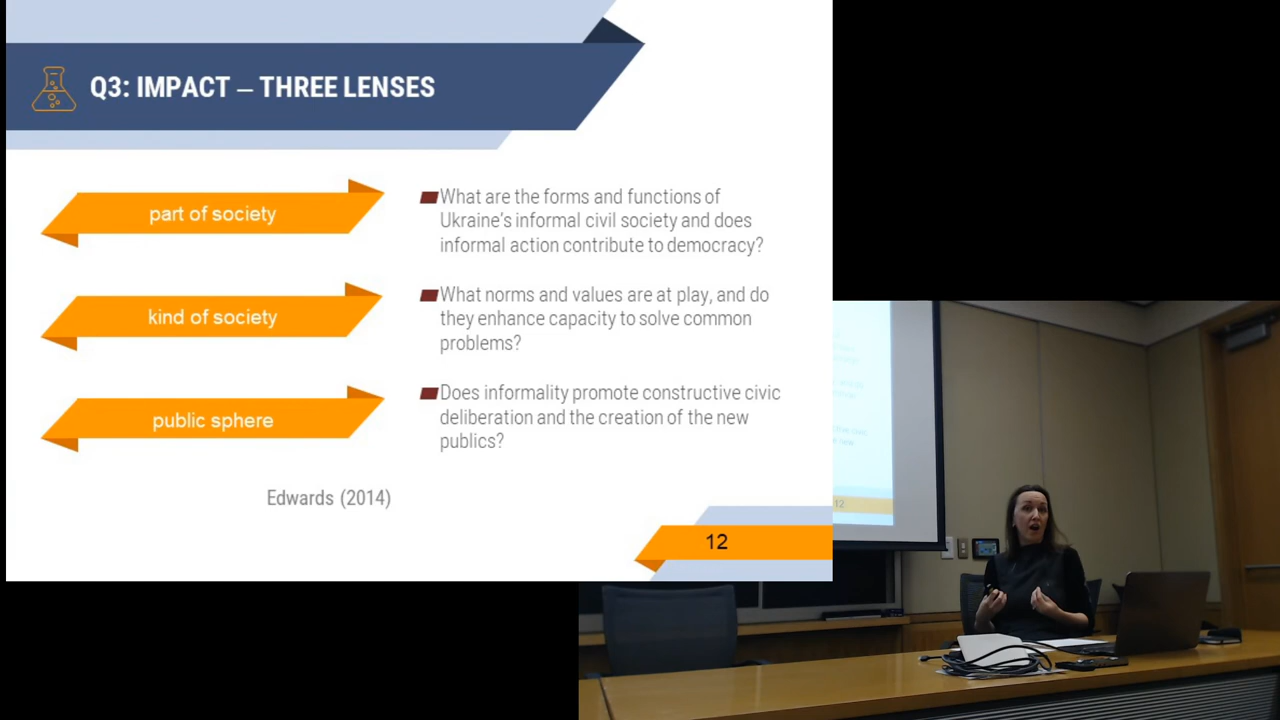 Q3: IMPACT – THREE LENSES
part of society
What are the forms and functions of
Ukraine's informal civil society and does
informal action contribute to democracy?
kind of society
What norms and values are at play, and do
they enhance capacity to solve common
problems?
public sphere
Does informality promote constructive civic
deliberation and the creation of the new
publics?
Edwards (2014)
12
12